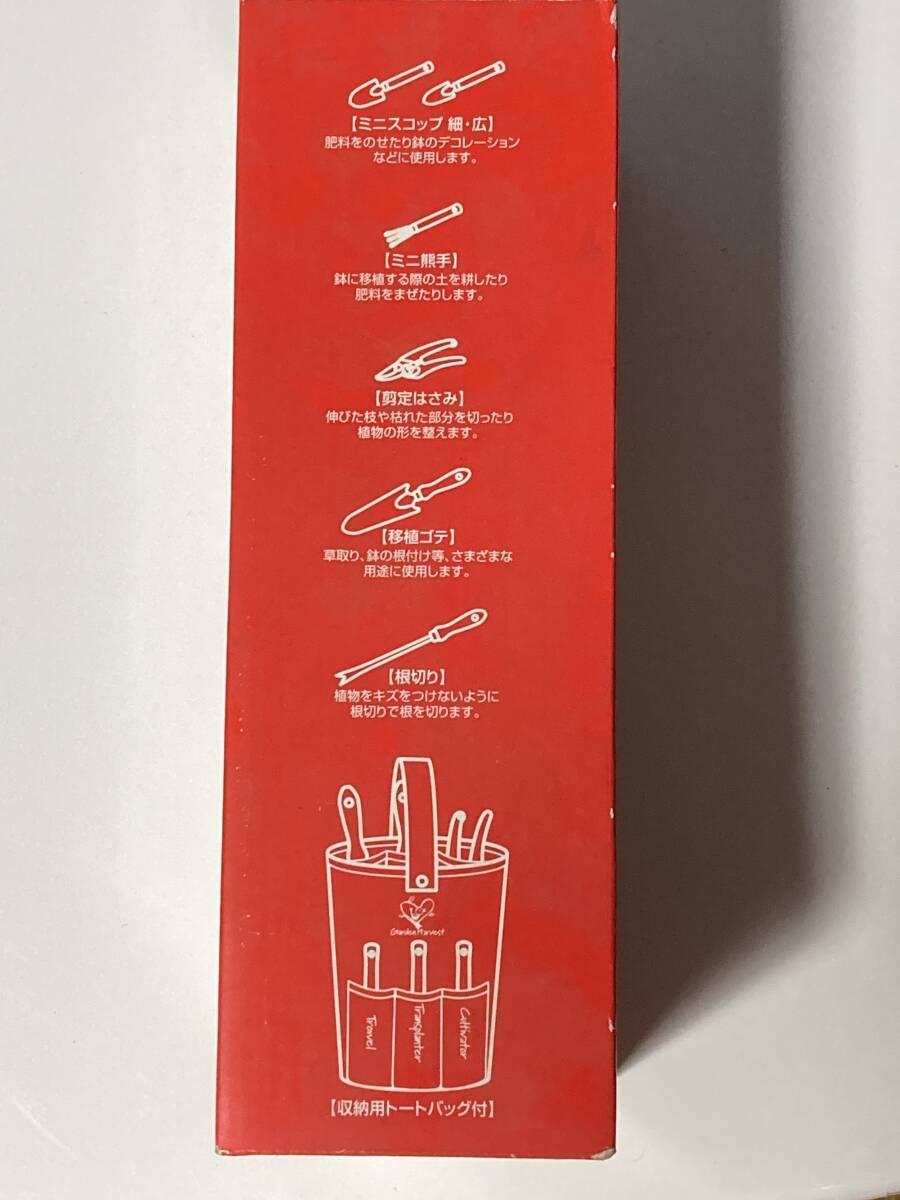 【ミニスコップ 細・広】
肥料をのせたり鉢のデコレーション
などに使用します。
【ミニ熊手】
鉢に移植する際の土を耕したり
肥料をまぜたりします。
【剪定はさみ】
伸びた枝や枯れた部分を切ったり
植物の形を整えます。
【移植ゴテ】
草取り、鉢の根付け等、さまざまな
用途に使用します。
【根切り】
植物をキズをつけないように
根切りで根を切ります。
Garden Harvest
Trowel
Transplanter
Cultivator
【収納用トートバッグ付】